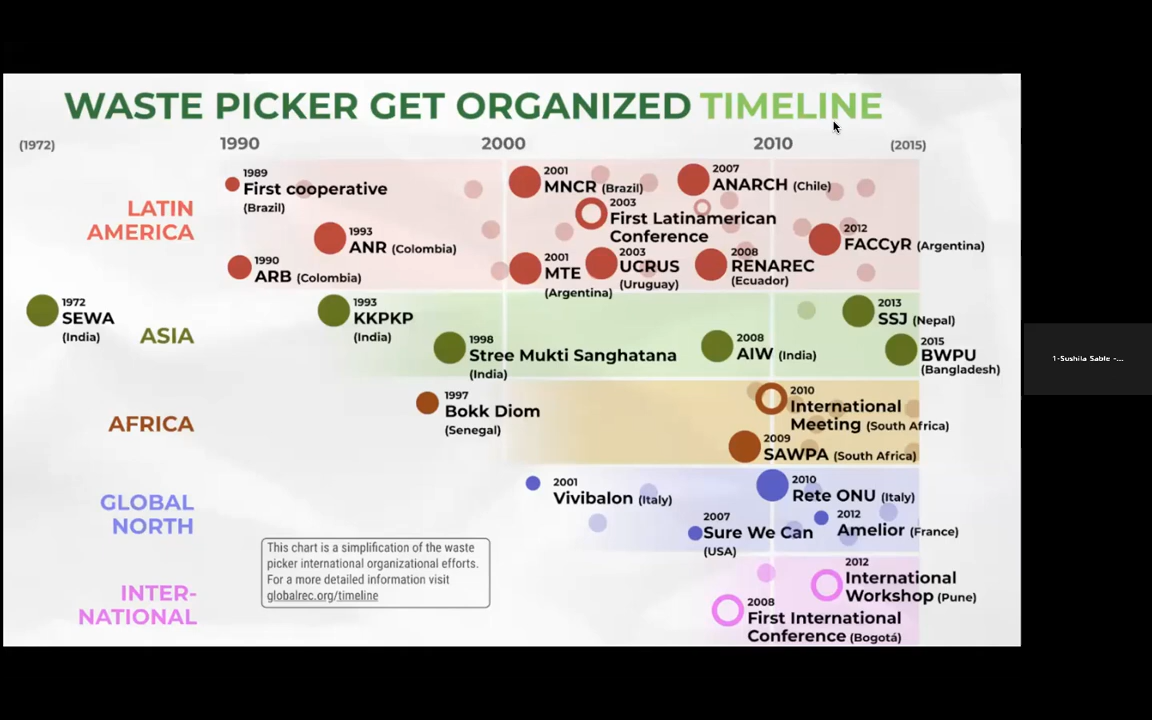 WASTE PICKER GET ORGANIZED TIMELINE
(1972)
1990
2000
2010
(2015)
LATIN
AMERICA
1989
First cooperative
(Brazil)
1993
ANR (Colombia)
1990
ARB (Colombia)
2001
MNCR (Brazil)
2003
First Latinamerican
Conference
2001
MTE
(Argentina)
2003
UCRUS
(Uruguay)
2007
ANARCH (Chile)
2008
RENAREC
(Ecuador)
2012
FACCyR (Argentina)
ASIA
1972
SEWA
(India)
1993
KKPKP
(India)
1998
Stree Mukti Sanghatana
(India)
2008
AIW (India)
2013
SSJ (Nepal)
2015
BWPU
(Bangladesh)
AFRICA
1997
Bokk Diom
(Senegal)
2010
International
Meeting (South Africa)
2009
SAWPA (South Africa)
GLOBAL
NORTH
2001
Vivibalon (Italy)
2010
Rete ONU (Italy)
2007
Sure We Can
(USA)
2012
Amelior (France)
INTER-
NATIONAL
2012
International
Workshop (Pune)
2008
First International
Conference (Bogotá)
This chart is a simplification of the waste
picker international organizational efforts.
For a more detailed information visit
globalrec.org/timeline
1-Sushila Sable -...